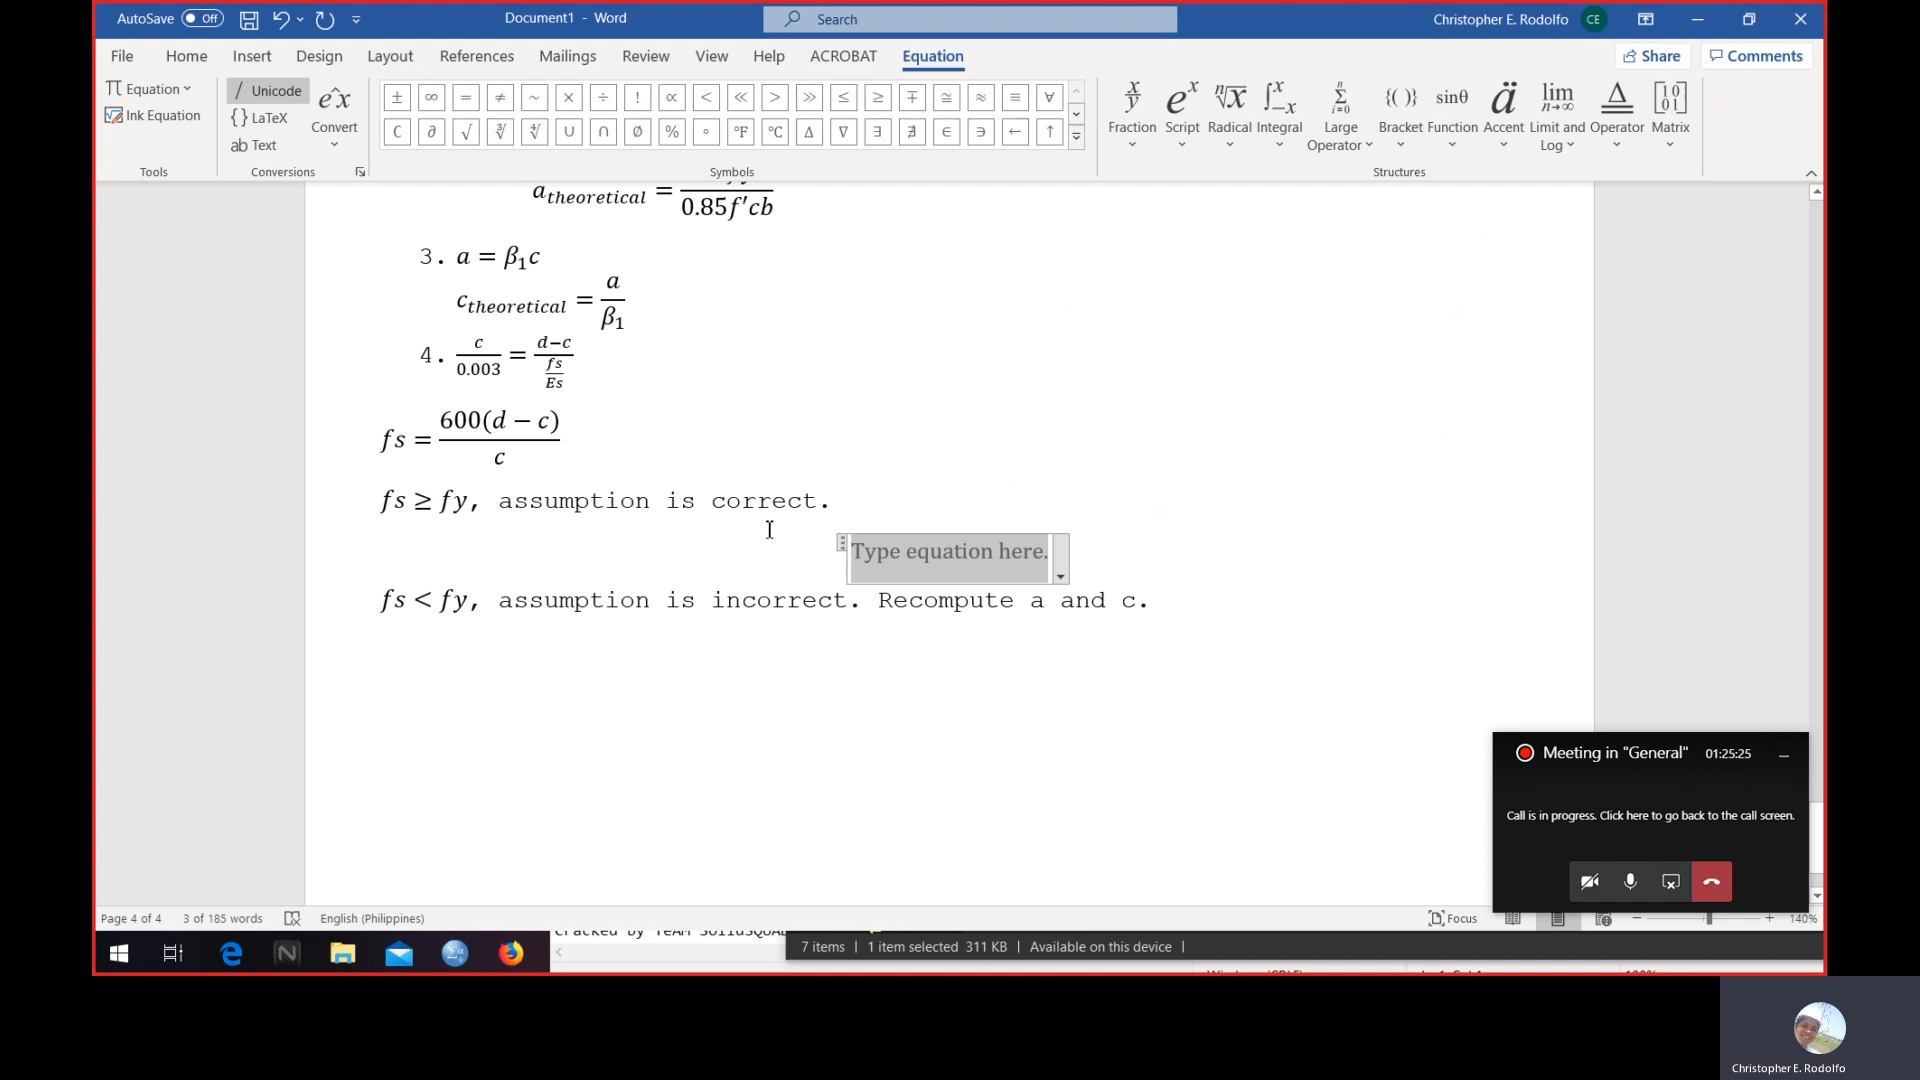 AutoSave Off Document1 - Word Search Christopher E. Rodolfo CE
File Home Insert Design Layout References Mailings Review View Help ACROBAT Equation Share Comments
π Equation / Unicode
Ink Equation { } LaTeX
ab Text
Convert
± ∞ = ≠ ~ × ÷ ! ∝ < ≪ > ≫ ≤ ≥ ∓ ≅ ≈ ≡ ∀
∁ ∂ √ ∛ ∜ ∪ ∩ ∅ % ° °F °C ∆ ∇ ∃ ∄ ∈ ∋ ← ↑
Fraction Script Radical Integral Large Operator Bracket Function Accent Limit and Log Operator Matrix
Tools Conversions Symbols Structures
a_theoretical = /0.85f'cb
3. a = β₁c
c_theoretical = a/β₁
4. c/0.003 = d−c/(fs/Es)
fs = 600(d − c)/c
fs ≥ fy, assumption is correct.
Type equation here.
fs < fy, assumption is incorrect. Recompute a and c.
Meeting in "General" 01:25:25
Call is in progress. Click here to go back to the call screen.
Page 4 of 4 3 of 185 words English (Philippines) Focus 140%
7 items | 1 item selected 311 KB | Available on this device |
Christopher E. Rodolfo